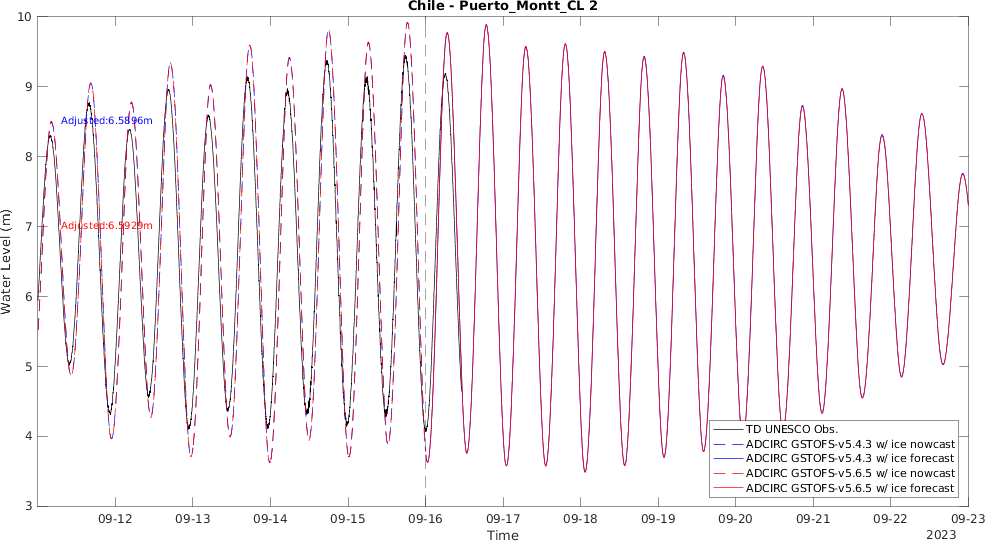 Chile - Puerto_Montt_CL 2
10
9
8
7
6
5
4
3
Water Level (m)
Adjusted:6.5896m
Adjusted:6.5929m
TD UNESCO Obs.
ADCIRC GSTOFS-v5.4.3 w/ ice nowcast
ADCIRC GSTOFS-v5.4.3 w/ ice forecast
ADCIRC GSTOFS-v5.6.5 w/ ice nowcast
ADCIRC GSTOFS-v5.6.5 w/ ice forecast
09-12 09-13 09-14 09-15 09-16 09-17 09-18 09-19 09-20 09-21 09-22 09-23
Time
2023